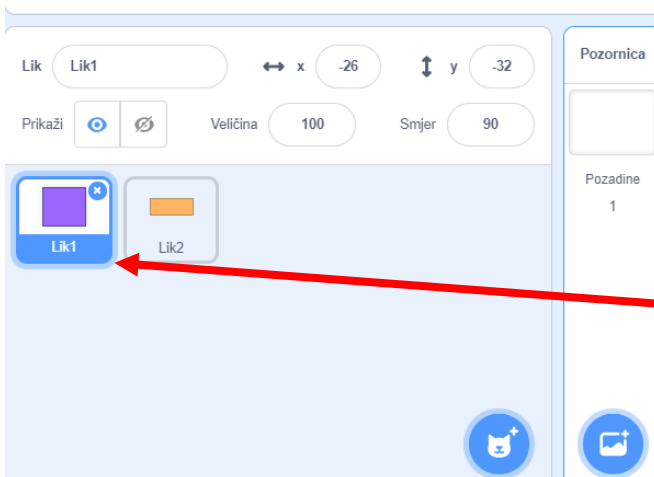 Lik Lik1 x -26 y -32 Pozornica
Prikaži Veličina 100 Smjer 90
Pozadine
1
Lik1 Lik2